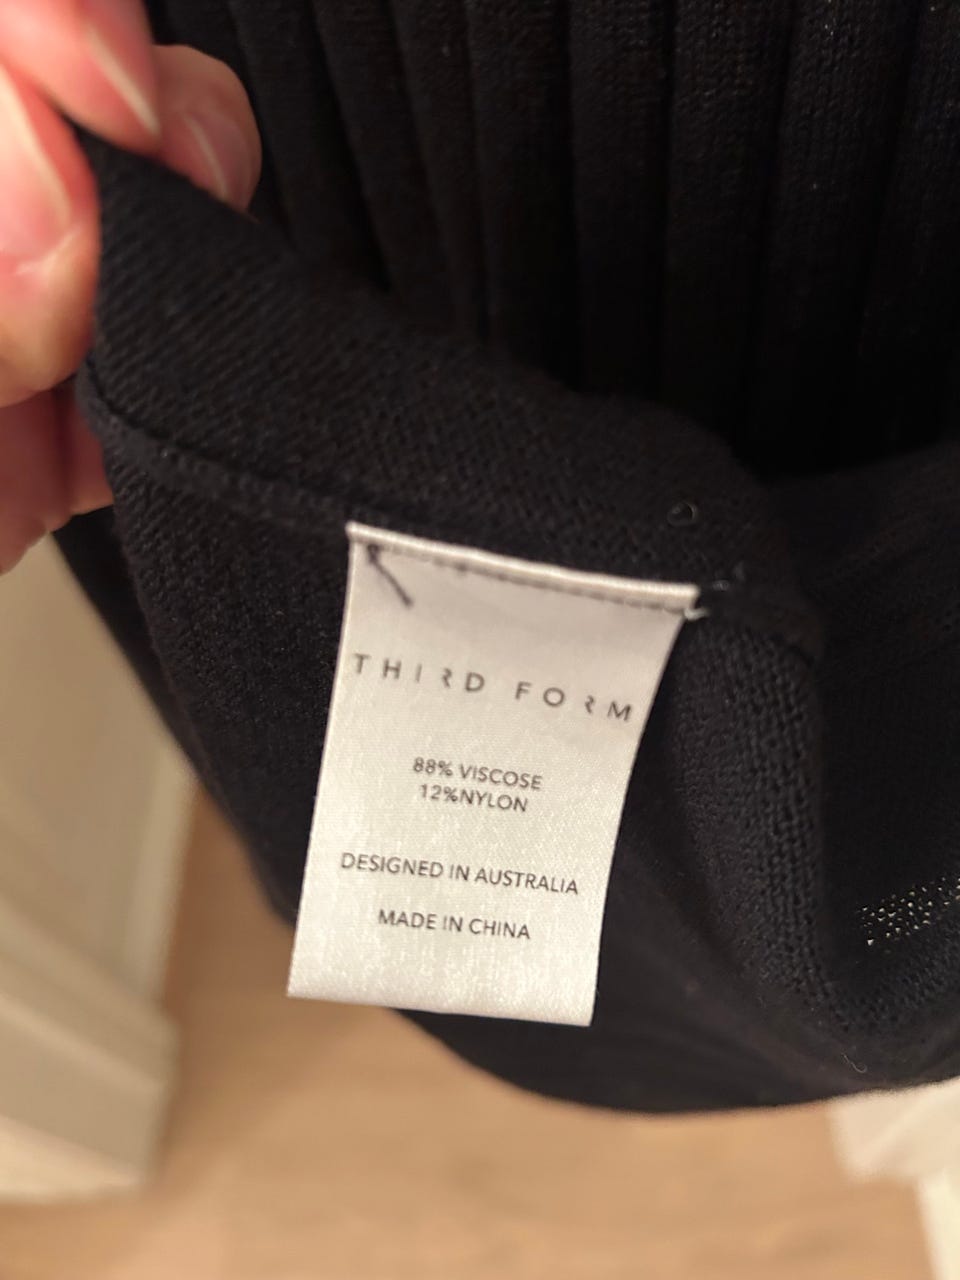 THIRD FORM
88% VISCOSE
12%NYLON
DESIGNED IN AUSTRALIA
MADE IN CHINA